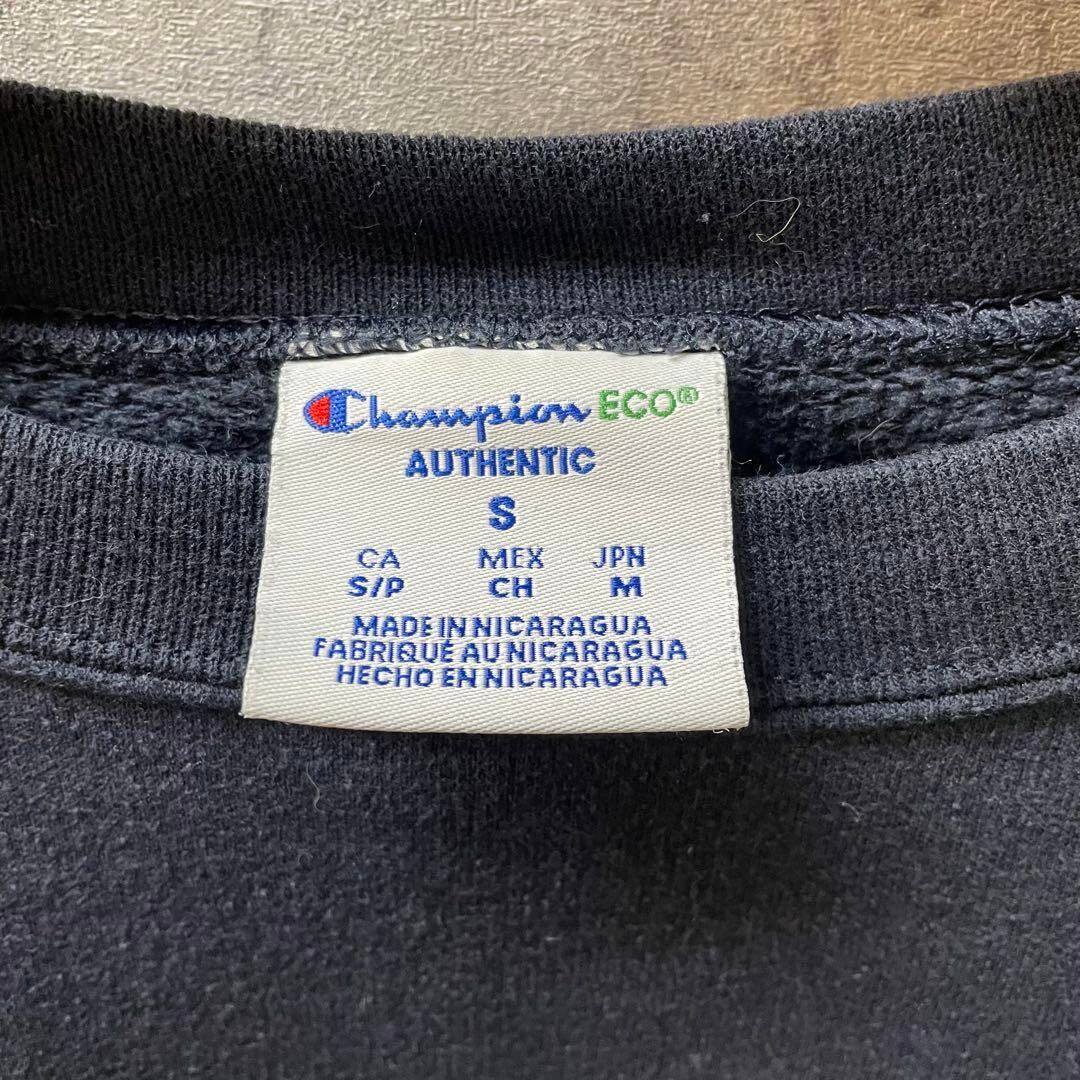 Champion ECO®
AUTHENTIC
S
CA MEX JPN
S/P CH M
MADE IN NICARAGUA
FABRIQUÉ AU NICARAGUA
HECHO EN NICARAGUA